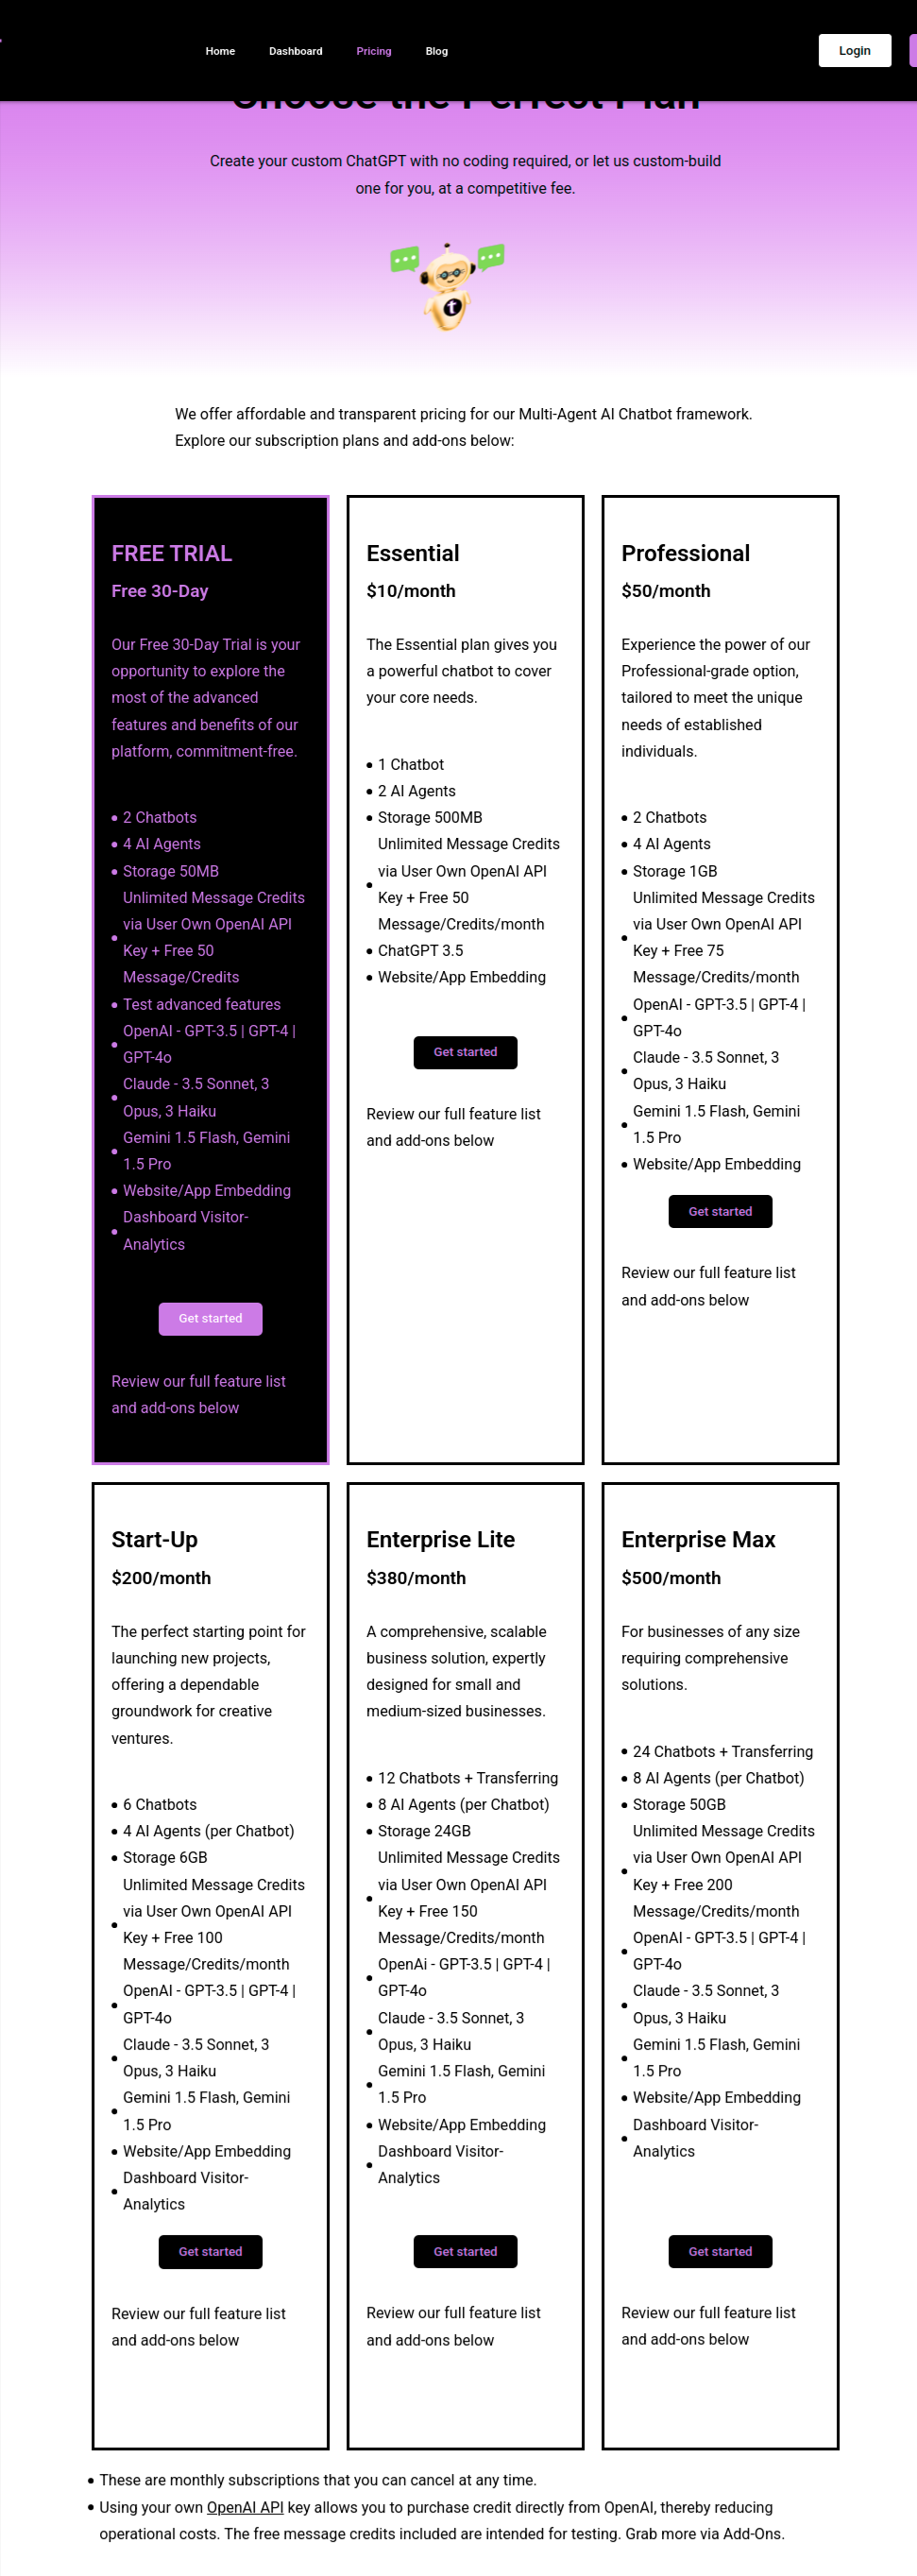 Home
Dashboard
Pricing
Blog
Login
Choose the Perfect Plan
Create your custom ChatGPT with no coding required, or let us custom-build
one for you, at a competitive fee.
t
We offer affordable and transparent pricing for our Multi-Agent AI Chatbot framework.
Explore our subscription plans and add-ons below:
FREE TRIAL
Free 30-Day
Our Free 30-Day Trial is your
opportunity to explore the
most of the advanced
features and benefits of our
platform, commitment-free.
2 Chatbots
4 AI Agents
Storage 50MB
Unlimited Message Credits
via User Own OpenAI API
Key + Free 50
Message/Credits
Test advanced features
OpenAI - GPT-3.5 | GPT-4 |
GPT-4o
Claude - 3.5 Sonnet, 3
Opus, 3 Haiku
Gemini 1.5 Flash, Gemini
1.5 Pro
Website/App Embedding
Dashboard Visitor-
Analytics
Get started
Review our full feature list
and add-ons below
Essential
$10/month
The Essential plan gives you
a powerful chatbot to cover
your core needs.
1 Chatbot
2 AI Agents
Storage 500MB
Unlimited Message Credits
via User Own OpenAI API
Key + Free 50
Message/Credits/month
ChatGPT 3.5
Website/App Embedding
Get started
Review our full feature list
and add-ons below
Professional
$50/month
Experience the power of our
Professional-grade option,
tailored to meet the unique
needs of established
individuals.
2 Chatbots
4 AI Agents
Storage 1GB
Unlimited Message Credits
via User Own OpenAI API
Key + Free 75
Message/Credits/month
OpenAI - GPT-3.5 | GPT-4 |
GPT-4o
Claude - 3.5 Sonnet, 3
Opus, 3 Haiku
Gemini 1.5 Flash, Gemini
1.5 Pro
Website/App Embedding
Get started
Review our full feature list
and add-ons below
Start-Up
$200/month
The perfect starting point for
launching new projects,
offering a dependable
groundwork for creative
ventures.
6 Chatbots
4 AI Agents (per Chatbot)
Storage 6GB
Unlimited Message Credits
via User Own OpenAI API
Key + Free 100
Message/Credits/month
OpenAI - GPT-3.5 | GPT-4 |
GPT-4o
Claude - 3.5 Sonnet, 3
Opus, 3 Haiku
Gemini 1.5 Flash, Gemini
1.5 Pro
Website/App Embedding
Dashboard Visitor-
Analytics
Get started
Review our full feature list
and add-ons below
Enterprise Lite
$380/month
A comprehensive, scalable
business solution, expertly
designed for small and
medium-sized businesses.
12 Chatbots + Transferring
8 AI Agents (per Chatbot)
Storage 24GB
Unlimited Message Credits
via User Own OpenAI API
Key + Free 150
Message/Credits/month
OpenAi - GPT-3.5 | GPT-4 |
GPT-4o
Claude - 3.5 Sonnet, 3
Opus, 3 Haiku
Gemini 1.5 Flash, Gemini
1.5 Pro
Website/App Embedding
Dashboard Visitor-
Analytics
Get started
Review our full feature list
and add-ons below
Enterprise Max
$500/month
For businesses of any size
requiring comprehensive
solutions.
24 Chatbots + Transferring
8 AI Agents (per Chatbot)
Storage 50GB
Unlimited Message Credits
via User Own OpenAI API
Key + Free 200
Message/Credits/month
OpenAI - GPT-3.5 | GPT-4 |
GPT-4o
Claude - 3.5 Sonnet, 3
Opus, 3 Haiku
Gemini 1.5 Flash, Gemini
1.5 Pro
Website/App Embedding
Dashboard Visitor-
Analytics
Get started
Review our full feature list
and add-ons below
These are monthly subscriptions that you can cancel at any time.
Using your own OpenAI API key allows you to purchase credit directly from OpenAI, thereby reducing
operational costs. The free message credits included are intended for testing. Grab more via Add-Ons.